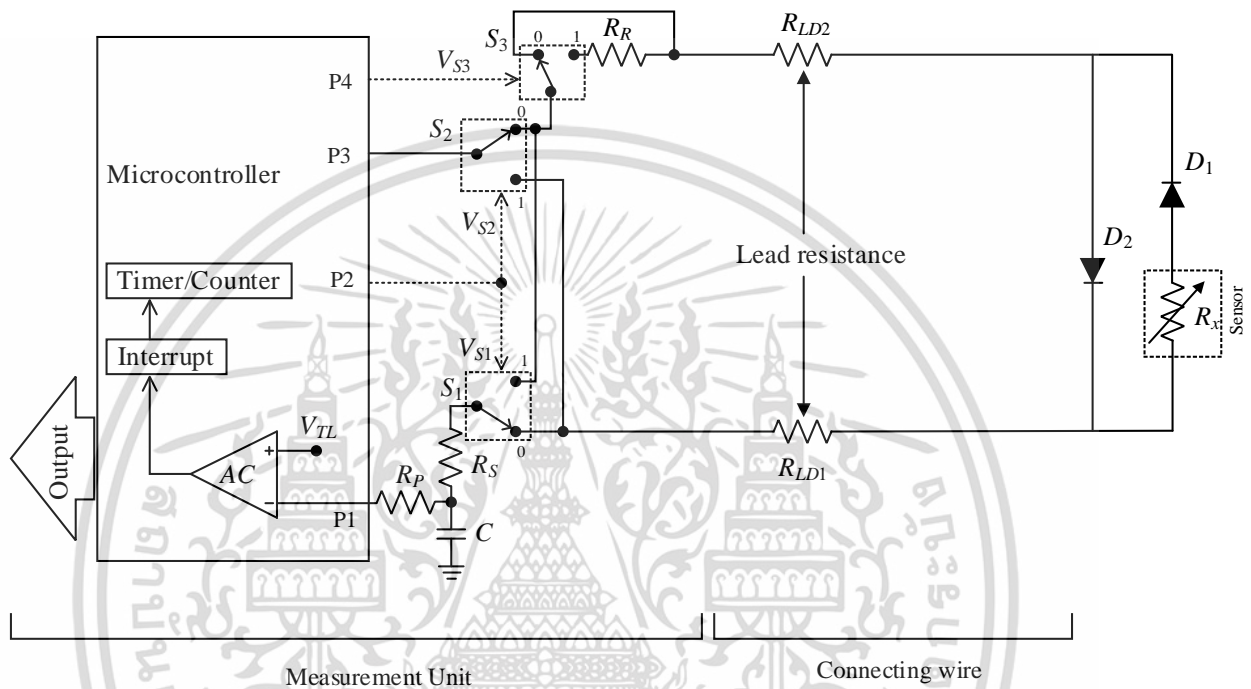 S3
0
1
RR
RLD2
P4
VS3
S2
0
P3
1
Microcontroller
VS2
D1
D2
Lead resistance
Timer/Counter
P2
Rx
Sensor
Interrupt
VS1
1
S1
0
VTL
AC
RP
RS
RLD1
Output
P1
C
+
−
Measurement Unit
Connecting wire